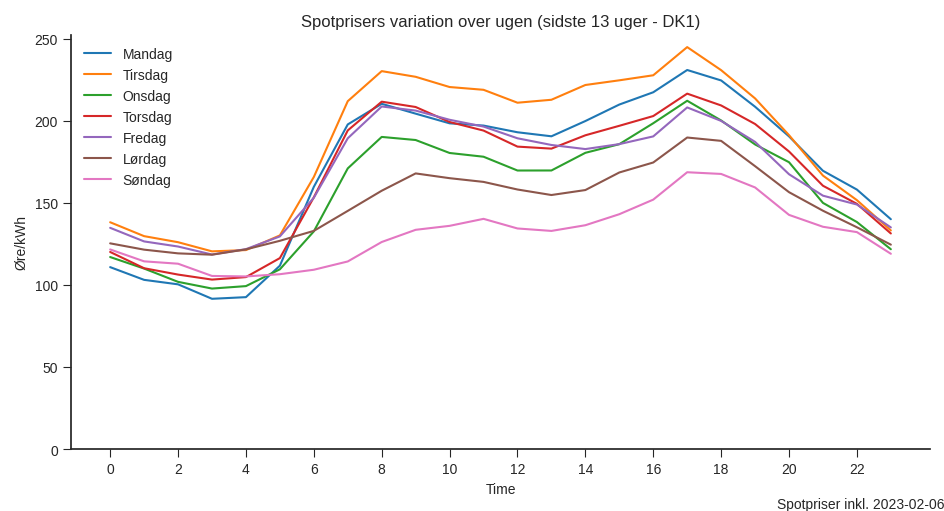 Spotprisers variation over ugen (sidste 13 uger - DK1)
250
200
150
100
50
0
Øre/kWh
Mandag
Tirsdag
Onsdag
Torsdag
Fredag
Lørdag
Søndag
0 2 4 6 8 10 12 14 16 18 20 22
Time
Spotpriser inkl. 2023-02-06